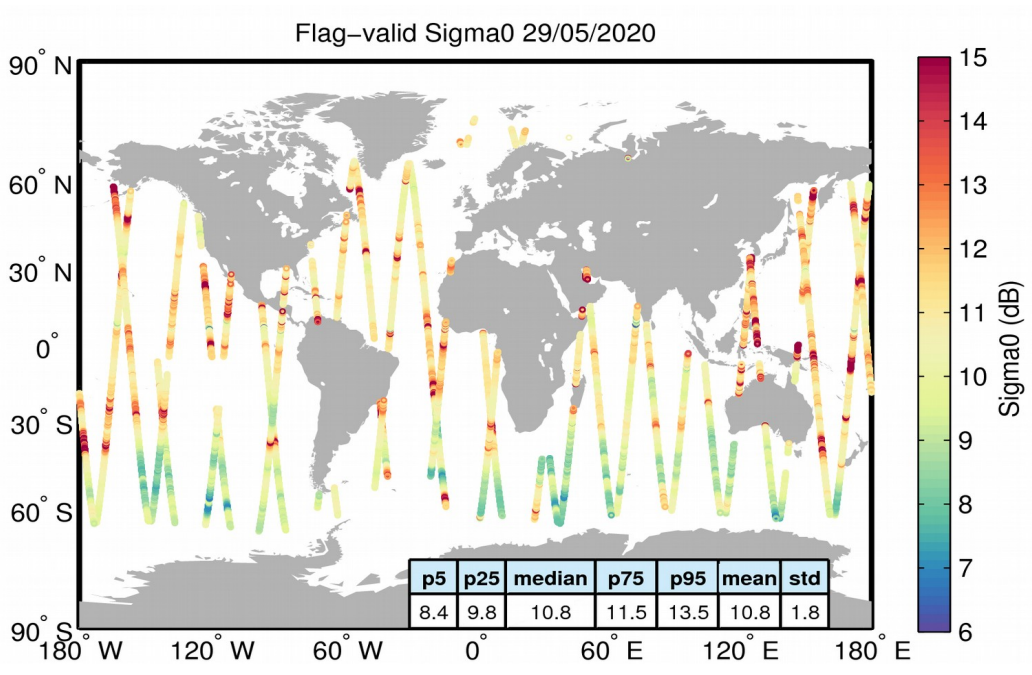 Flag−valid Sigma0 29/05/2020
90° N
60° N
30° N
0°
30° S
60° S
90° S
180° W
120° W
60° W
0°
60° E
120° E
180° E
p5 p25 median p75 p95 mean std
8.4 9.8 10.8 11.5 13.5 10.8 1.8
15
14
13
12
11
10
9
8
7
6
Sigma0 (dB)